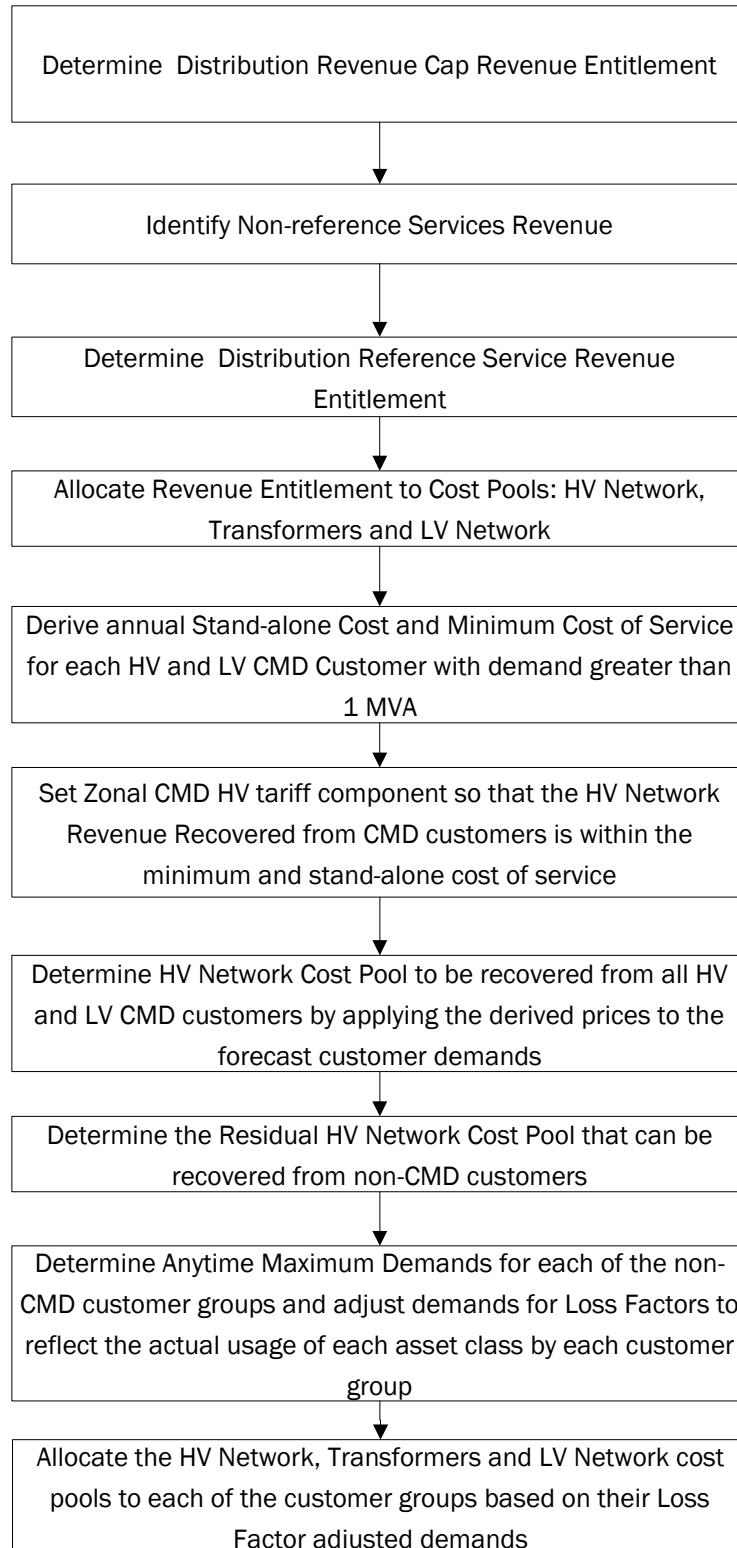 Determine  Distribution Revenue Cap Revenue Entitlement
Identify Non-reference Services Revenue
Determine  Distribution Reference Service Revenue
Entitlement
Allocate Revenue Entitlement to Cost Pools: HV Network,
Transformers and LV Network
Derive annual Stand-alone Cost and Minimum Cost of Service
for each HV and LV CMD Customer with demand greater than
1 MVA
Set Zonal CMD HV tariff component so that the HV Network
Revenue Recovered from CMD customers is within the
minimum and stand-alone cost of service
Determine HV Network Cost Pool to be recovered from all HV
and LV CMD customers by applying the derived prices to the
forecast customer demands
Determine the Residual HV Network Cost Pool that can be
recovered from non-CMD customers
Determine Anytime Maximum Demands for each of the non-
CMD customer groups and adjust demands for Loss Factors to
reflect the actual usage of each asset class by each customer
group
Allocate the HV Network, Transformers and LV Network cost
pools to each of the customer groups based on their Loss
Factor adjusted demands